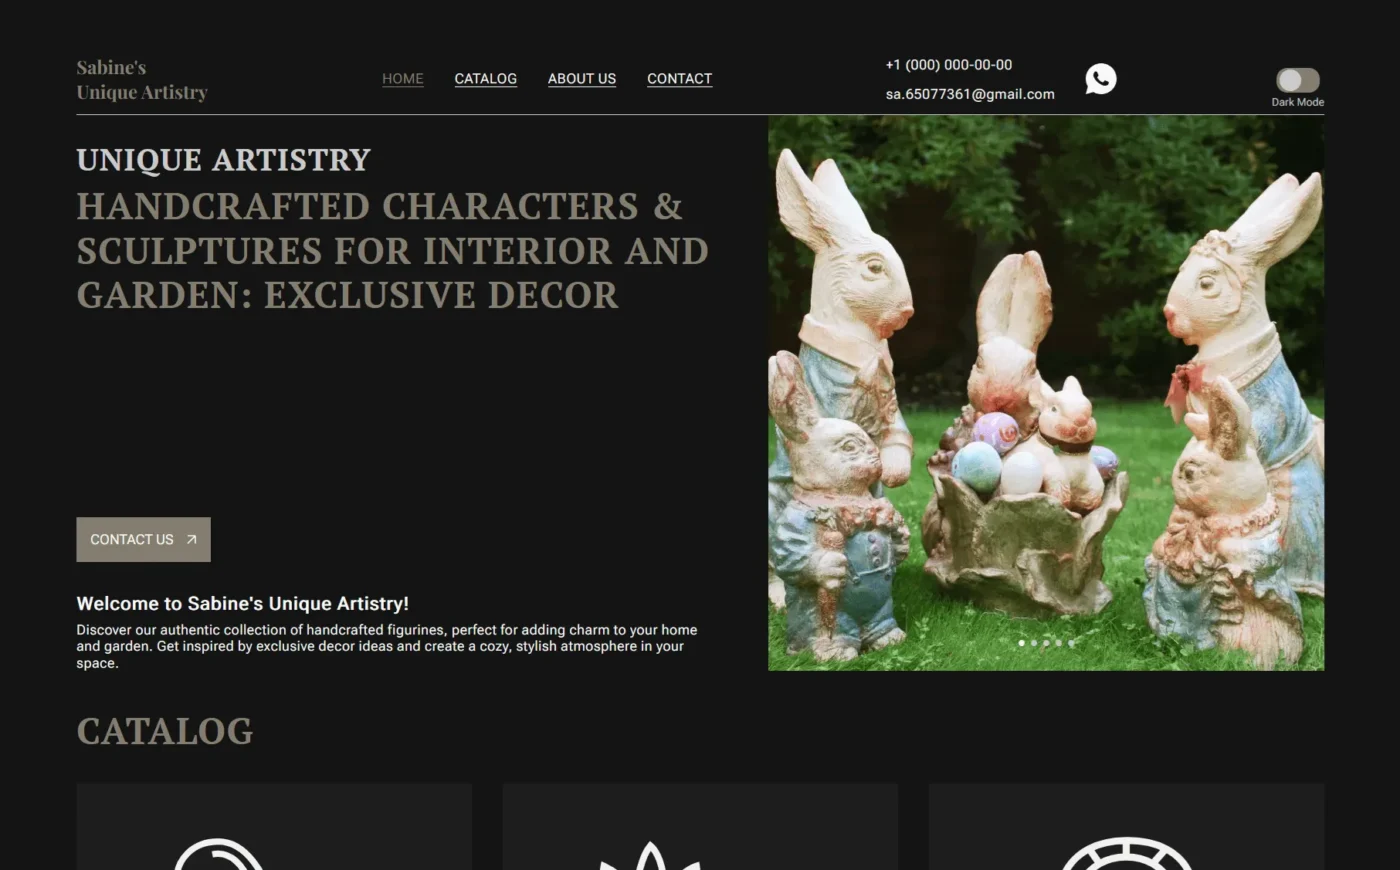 Sabine's
Unique Artistry
HOME
CATALOG
ABOUT US
CONTACT
+1 (000) 000-00-00
sa.65077361@gmail.com
Dark Mode
UNIQUE ARTISTRY
HANDCRAFTED CHARACTERS &
SCULPTURES FOR INTERIOR AND
GARDEN: EXCLUSIVE DECOR
CONTACT US
Welcome to Sabine's Unique Artistry!
Discover our authentic collection of handcrafted figurines, perfect for adding charm to your home
and garden. Get inspired by exclusive decor ideas and create a cozy, stylish atmosphere in your
space.
CATALOG